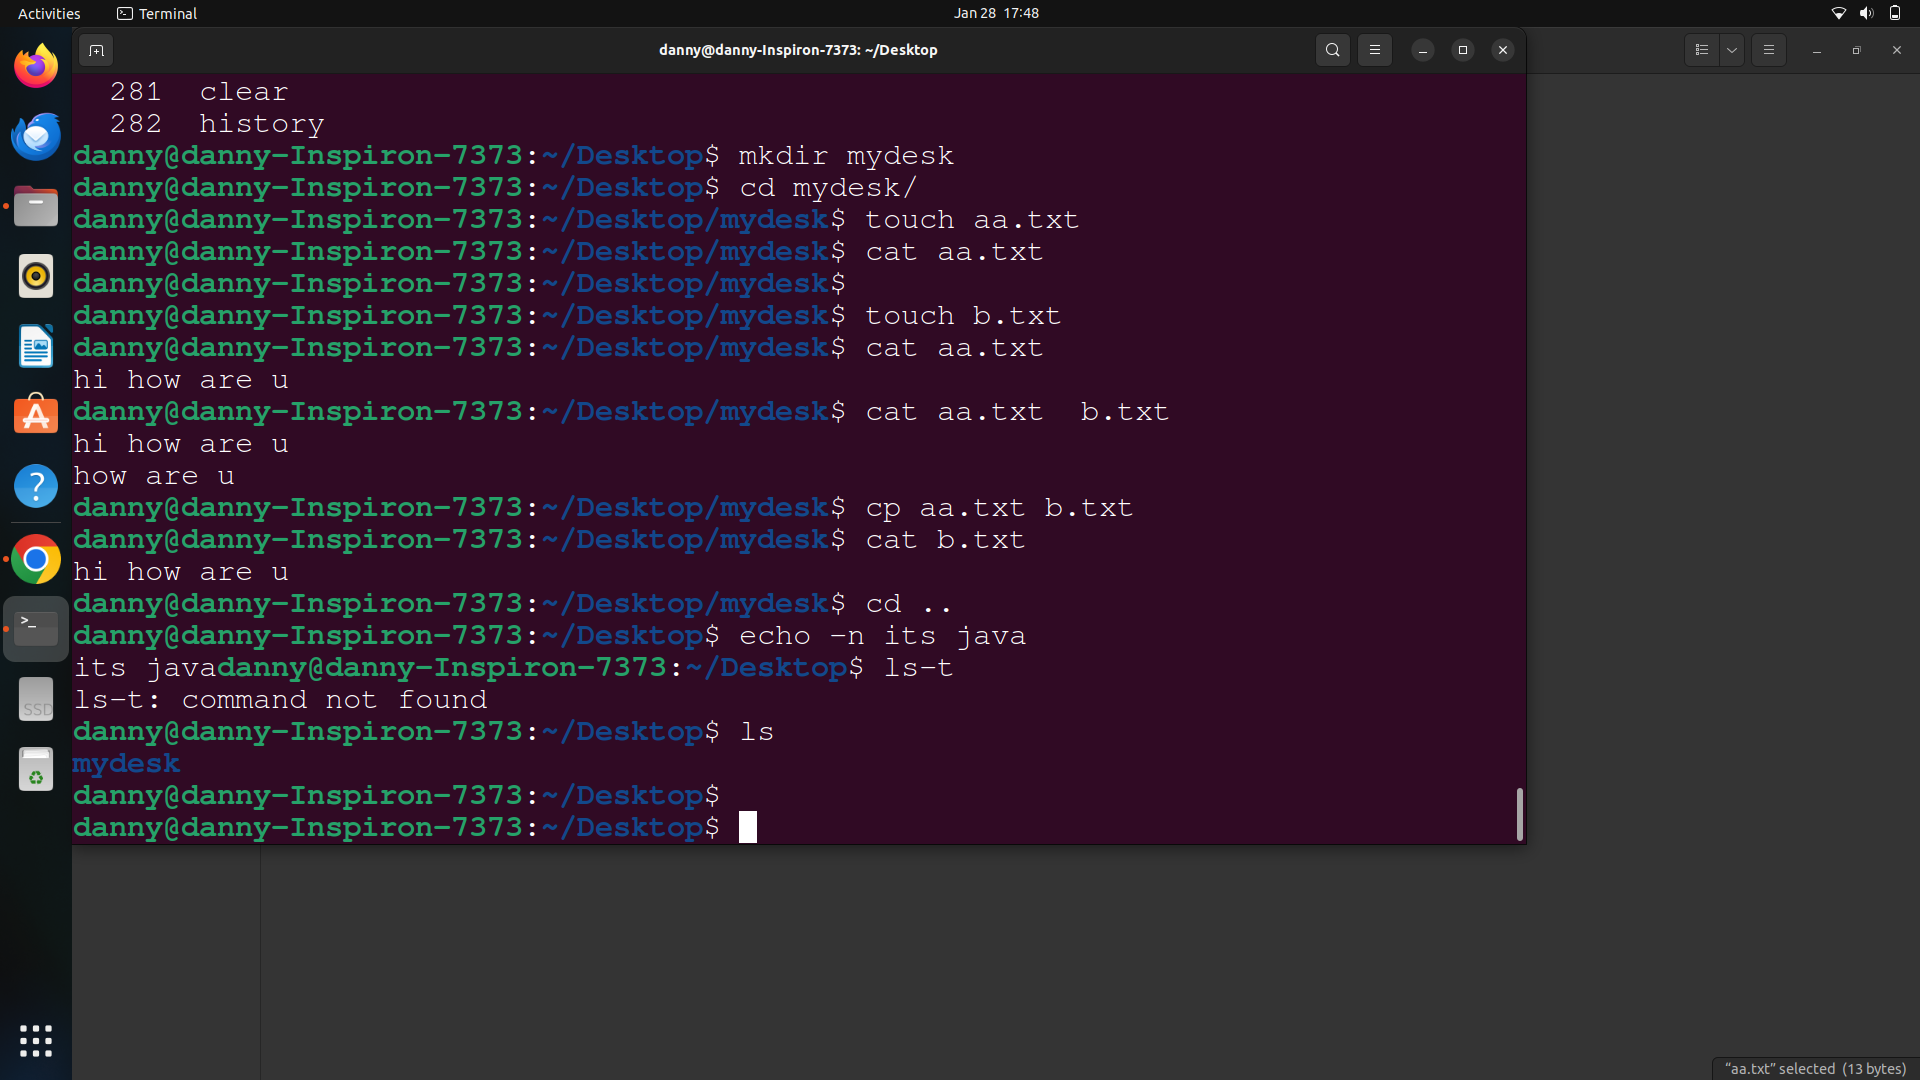 Activities
Terminal
Jan 28 17:48
danny@danny-Inspiron-7373: ~/Desktop
281 clear
282 history
danny@danny-Inspiron-7373:~/Desktop$ mkdir mydesk
danny@danny-Inspiron-7373:~/Desktop$ cd mydesk/
danny@danny-Inspiron-7373:~/Desktop/mydesk$ touch aa.txt
danny@danny-Inspiron-7373:~/Desktop/mydesk$ cat aa.txt
danny@danny-Inspiron-7373:~/Desktop/mydesk$
danny@danny-Inspiron-7373:~/Desktop/mydesk$ touch b.txt
danny@danny-Inspiron-7373:~/Desktop/mydesk$ cat aa.txt
hi how are u
danny@danny-Inspiron-7373:~/Desktop/mydesk$ cat aa.txt  b.txt
hi how are u
how are u
danny@danny-Inspiron-7373:~/Desktop/mydesk$ cp aa.txt b.txt
danny@danny-Inspiron-7373:~/Desktop/mydesk$ cat b.txt
hi how are u
danny@danny-Inspiron-7373:~/Desktop/mydesk$ cd ..
danny@danny-Inspiron-7373:~/Desktop$ echo -n its java
its javadanny@danny-Inspiron-7373:~/Desktop$ ls-t
ls-t: command not found
danny@danny-Inspiron-7373:~/Desktop$ ls
mydesk
danny@danny-Inspiron-7373:~/Desktop$
danny@danny-Inspiron-7373:~/Desktop$
SSD
"aa.txt" selected (13 bytes)